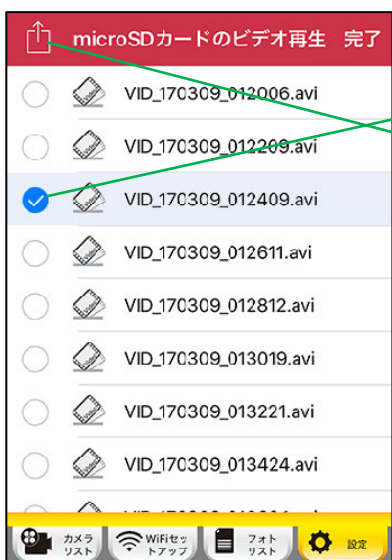 microSDカードのビデオ再生 完了
VID_170309_012006.avi
VID_170309_012209.avi
VID_170309_012409.avi
VID_170309_012611.avi
VID_170309_012812.avi
VID_170309_013019.avi
VID_170309_013221.avi
VID_170309_013424.avi
カメラ
リスト
WiFiセッ
トアップ
フォト
リスト
設定